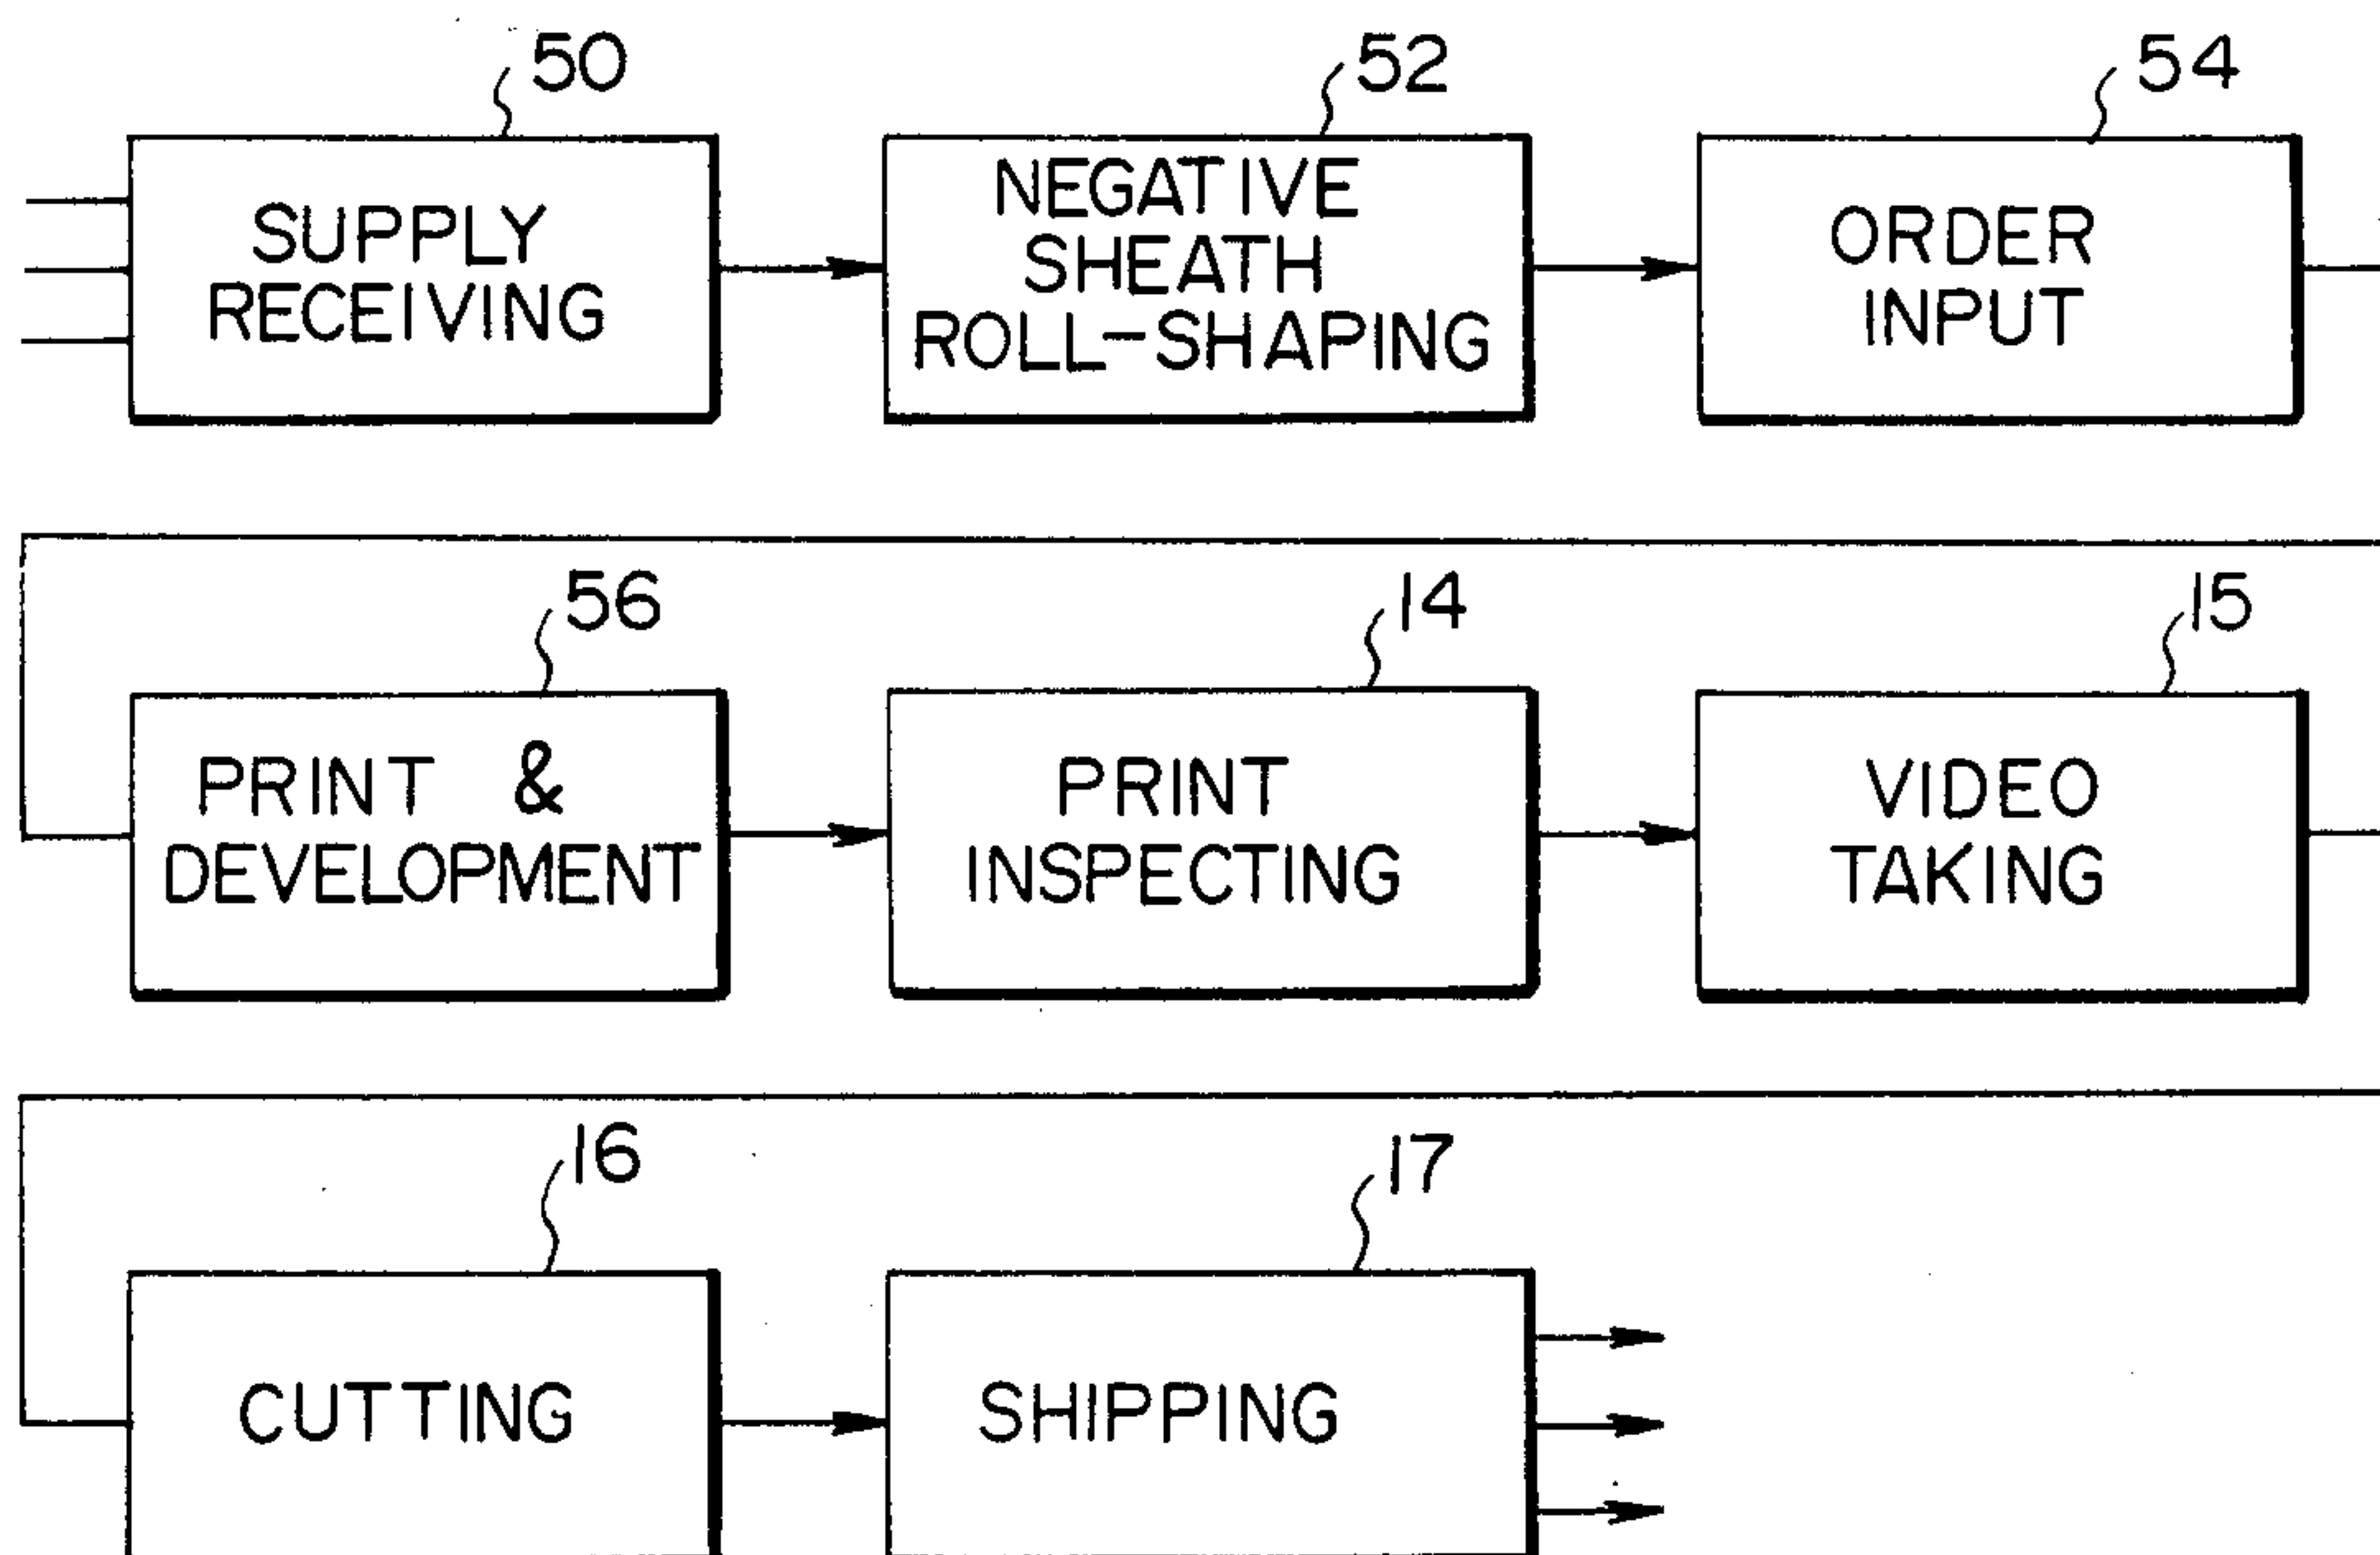 50
52
54
SUPPLY
RECEIVING
NEGATIVE
SHEATH
ROLL-SHAPING
ORDER
INPUT
56
14
15
PRINT &
DEVELOPMENT
PRINT
INSPECTING
VIDEO
TAKING
16
17
CUTTING
SHIPPING